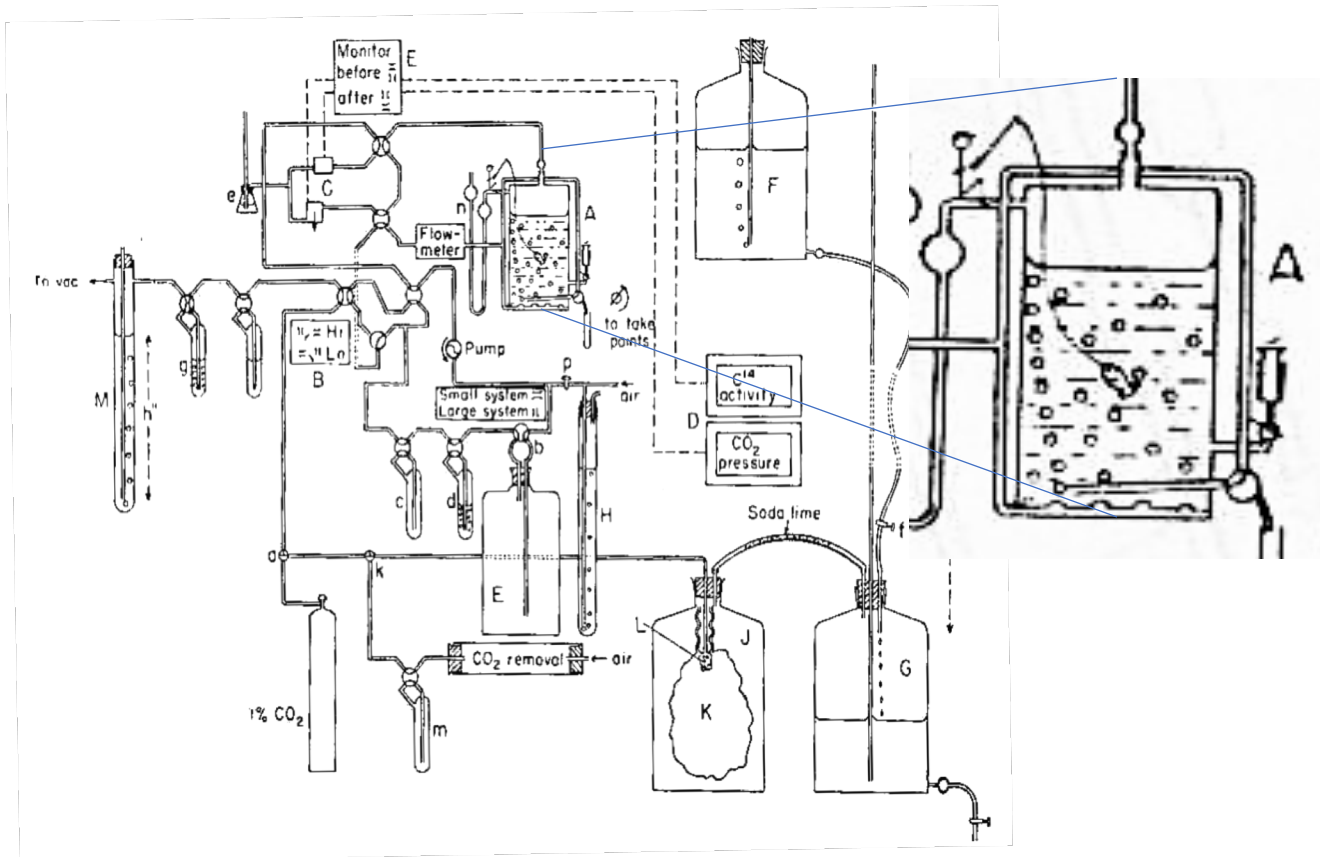 Monitor
before
after
E
e
C
n
Flow-
meter
A
F
A
To vac
to take
points
Pump
B
g
M
h"
p
air
Small system
Large system
C14
activity
D
CO2
pressure
b
c
d
H
f
Soda lime
a
k
E
L
J
G
K
CO2 removal
air
1% CO2
m